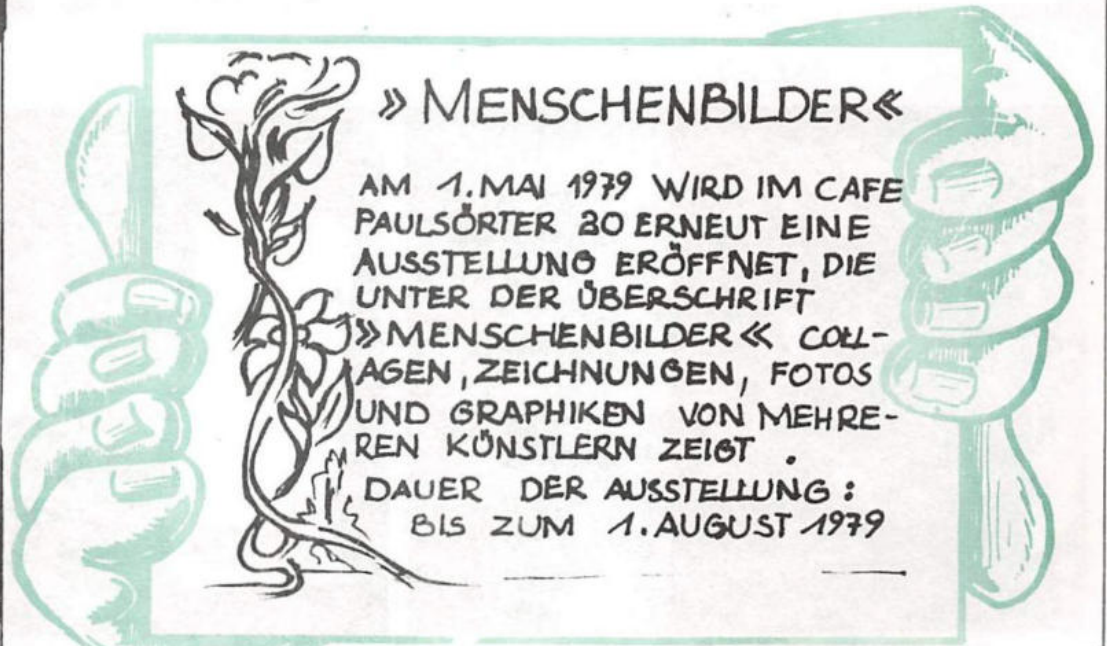 »MENSCHENBILDER«
AM 1. MAI 1979 WIRD IM CAFE
PAULSÖRTER 20 ERNEUT EINE
AUSSTELLUNG ERÖFFNET, DIE
UNTER DER ÜBERSCHRIFT
»MENSCHENBILDER« COLL-
AGEN, ZEICHNUNGEN, FOTOS
UND GRAPHIKEN VON MEHRE-
REN KÜNSTLERN ZEIGT.
DAUER DER AUSSTELLUNG:
BIS ZUM 1. AUGUST 1979